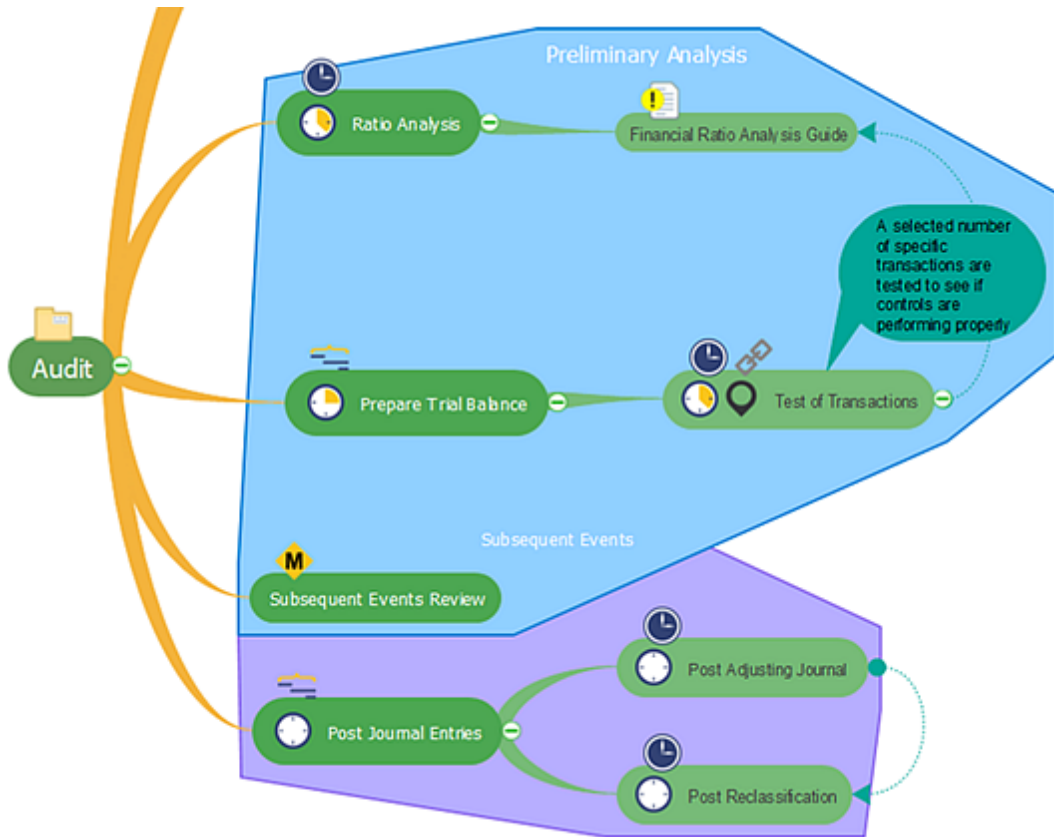 Preliminary Analysis
Ratio Analysis
Financial Ratio Analysis Guide
A selected number
of specific
transactions are
tested to see if
controls are
performing properly
Audit
Prepare Trial Balance
Test of Transactions
Subsequent Events
M
Subsequent Events Review
Post Adjusting Journal
Post Journal Entries
Post Reclassification